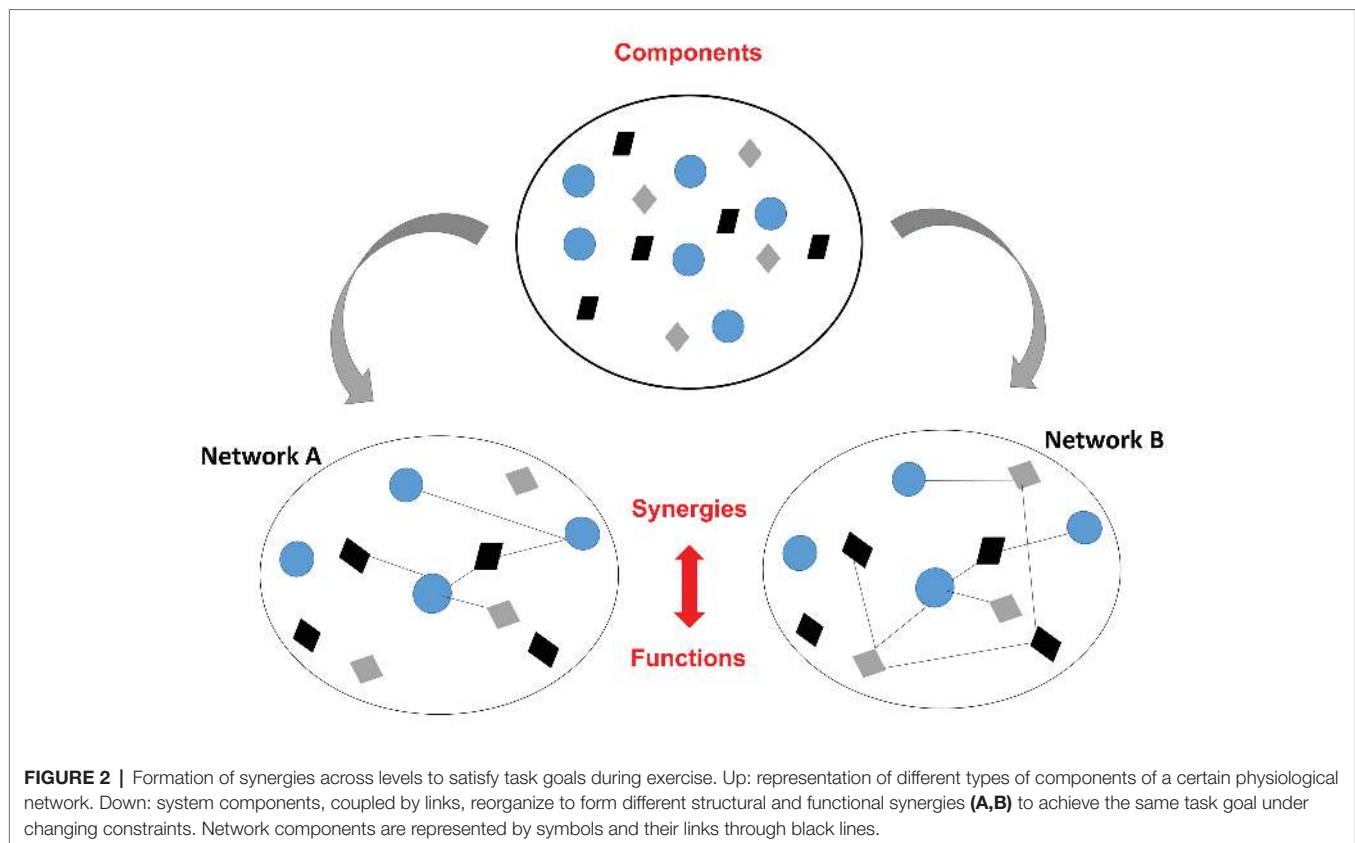 Components
Network A
Network B
Synergies
Functions
FIGURE 2 | Formation of synergies across levels to satisfy task goals during exercise. Up: representation of different types of components of a certain physiological
network. Down: system components, coupled by links, reorganize to form different structural and functional synergies (A,B) to achieve the same task goal under
changing constraints. Network components are represented by symbols and their links through black lines.